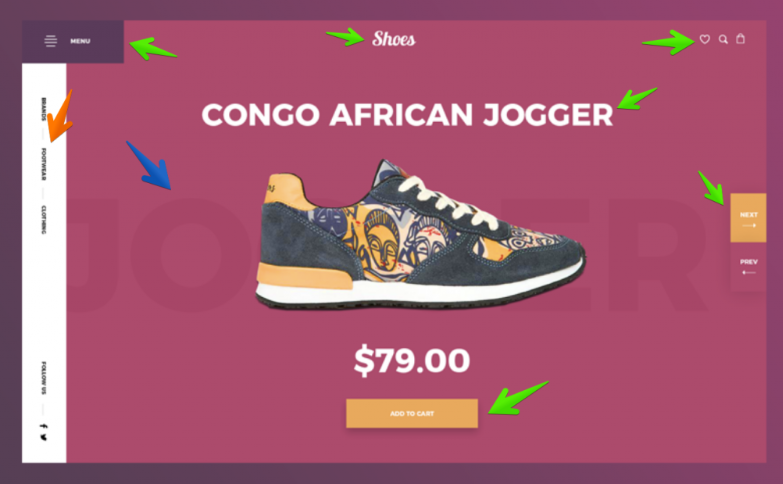 MENU
Shoes
CONGO AFRICAN JOGGER
BRANDS
FOOTWEAR
CLOTHING
JOGGER
NEXT
PREV
$79.00
ADD TO CART
FOLLOW US